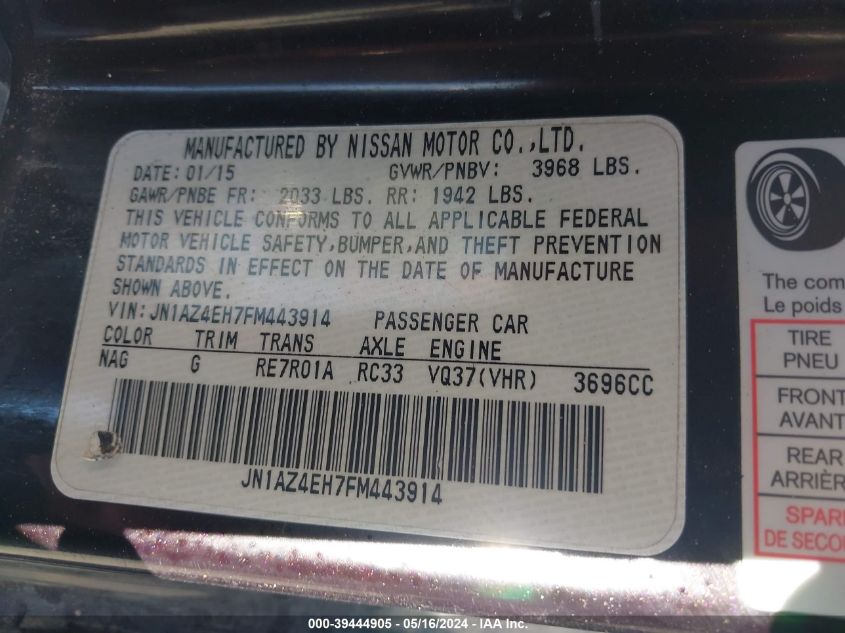 MANUFACTURED BY NISSAN MOTOR CO.,LTD.
DATE: 01/15 GVWR/PNBV: 3968 LBS.
GAWR/PNBE FR: 2033 LBS. RR: 1942 LBS.
THIS VEHICLE CONFORMS TO ALL APPLICABLE FEDERAL
MOTOR VEHICLE SAFETY,BUMPER,AND THEFT PREVENTION
STANDARDS IN EFFECT ON THE DATE OF MANUFACTURE
SHOWN ABOVE.
VIN:JN1AZ4EH7FM443914 PASSENGER CAR
COLOR TRIM TRANS AXLE ENGINE
NAG G RE7R01A RC33 VQ37(VHR) 3696CC
JN1AZ4EH7FM443914
The com
Le poids
TIRE
PNEU
FRONT
AVANT
REAR
ARRIÈR
SPAR
DE SECO
000-39444905 - 05/16/2024 - IAA Inc.